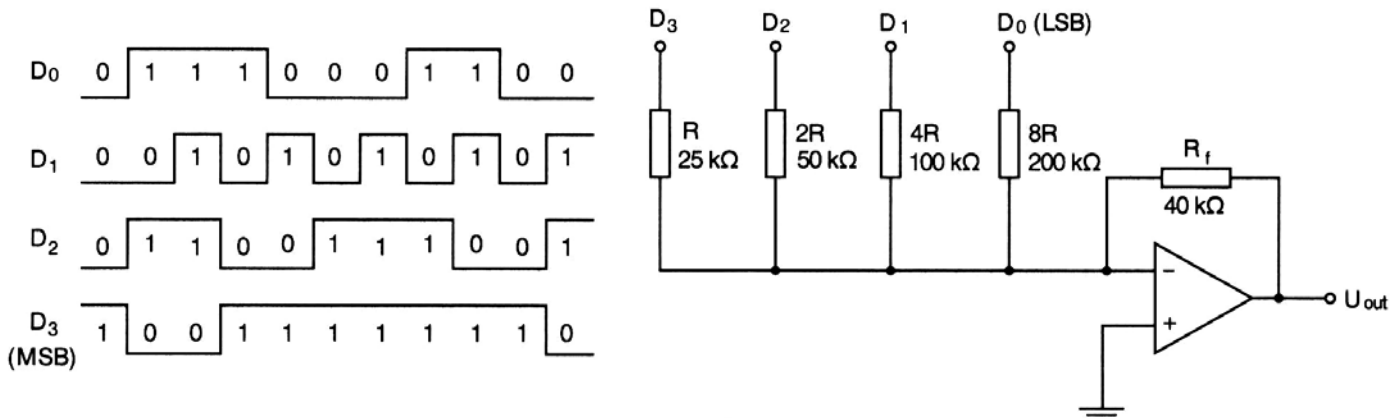 D0 0 1 1 1 0 0 0 1 1 0 0
D1 0 0 1 0 1 0 1 0 1 0 1
D2 0 1 1 0 0 1 1 1 0 0 1
D3 1 0 0 1 1 1 1 1 1 1 0
(MSB)
D3 D2 D1 D0 (LSB)
R 2R 4R 8R
25 kΩ 50 kΩ 100 kΩ 200 kΩ
Rf
40 kΩ
−
+
Uout